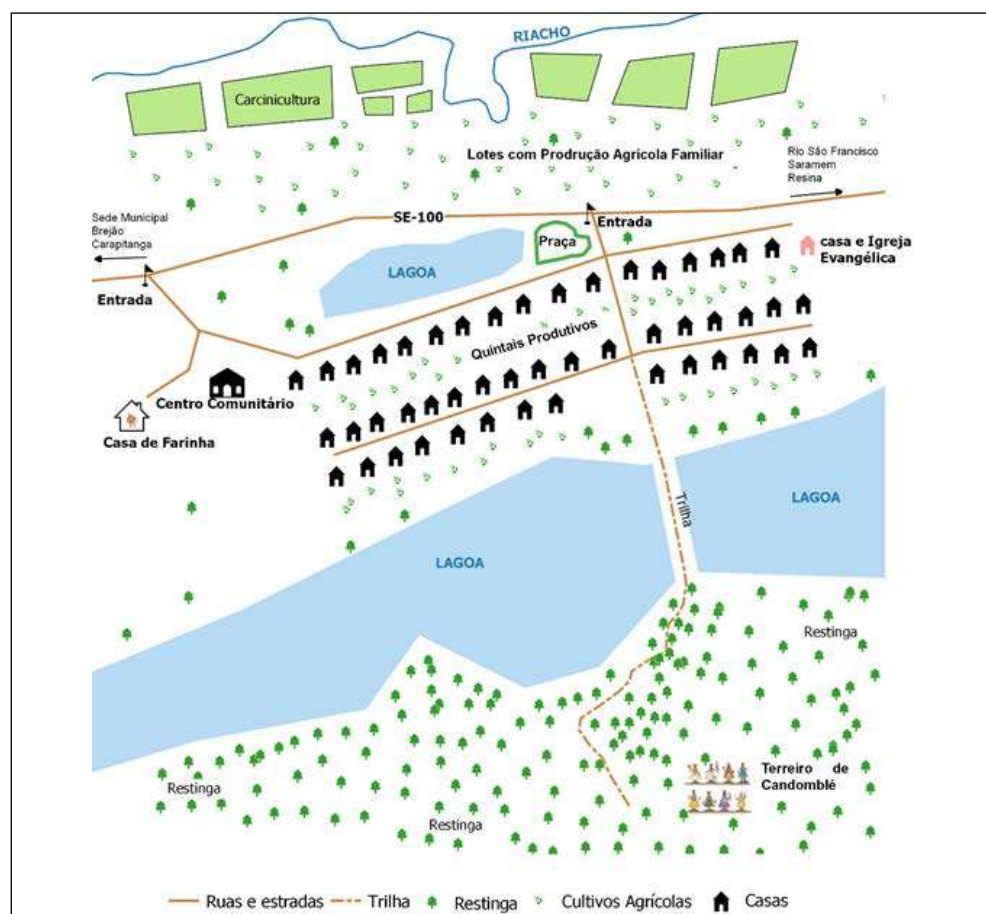 RIACHO
Carcinicultura
Lotes com Produção Agricola Familiar
Rio São Francisco
Saramem
Resina
Sede Municipal
Brejão
Carapitanga
SE-100
Entrada
Praça
casa e Igreja
Evangélica
LAGOA
Entrada
Quintais Produtivos
Centro Comunitário
Casa de Farinha
Trilha
LAGOA
LAGOA
Restinga
Terreiro de
Candomblé
Restinga
Restinga
Ruas e estradas
Trilha
Restinga
Cultivos Agrícolas
Casas